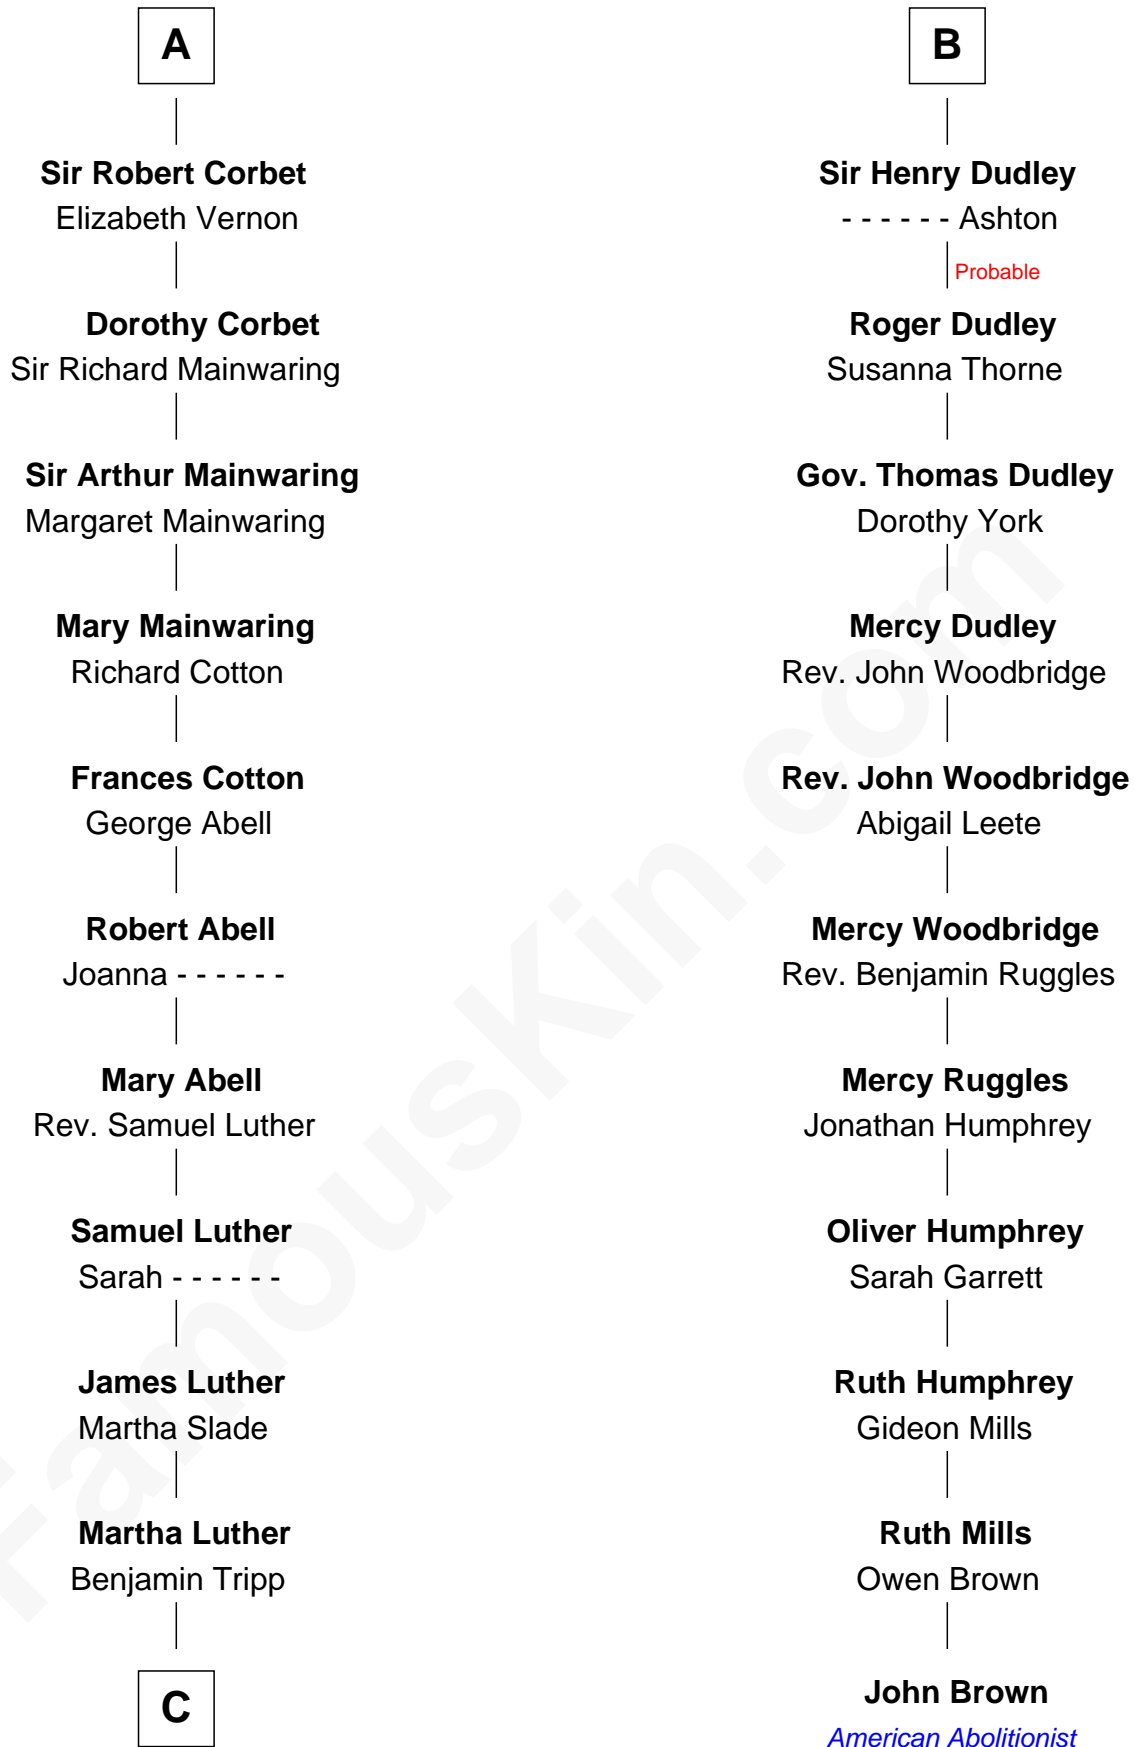 A
Sir Robert Corbet
Elizabeth Vernon
Dorothy Corbet
Sir Richard Mainwaring
Sir Arthur Mainwaring
Margaret Mainwaring
Mary Mainwaring
Richard Cotton
Frances Cotton
George Abell
Robert Abell
Joanna - - - - - -
Mary Abell
Rev. Samuel Luther
Samuel Luther
Sarah - - - - - -
James Luther
Martha Slade
Martha Luther
Benjamin Tripp
C
B
Sir Henry Dudley
- - - - - - Ashton
Probable
Roger Dudley
Susanna Thorne
Gov. Thomas Dudley
Dorothy York
Mercy Dudley
Rev. John Woodbridge
Rev. John Woodbridge
Abigail Leete
Mercy Woodbridge
Rev. Benjamin Ruggles
Mercy Ruggles
Jonathan Humphrey
Oliver Humphrey
Sarah Garrett
Ruth Humphrey
Gideon Mills
Ruth Mills
Owen Brown
John Brown
American Abolitionist
FamousKin.com